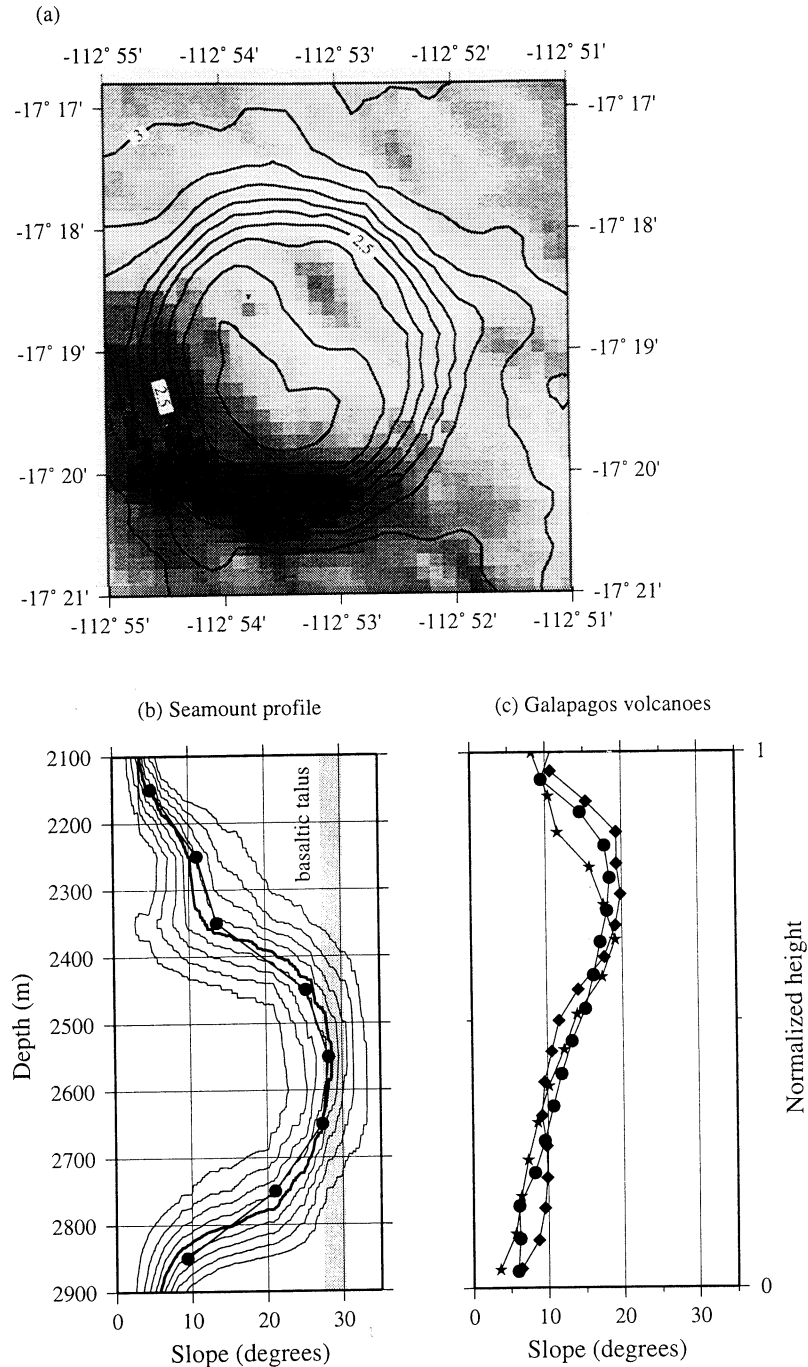 (a)
-112° 55' -112° 54' -112° 53' -112° 52' -112° 51'
-17° 17' -17° 17'
3
-17° 18' -17° 18'
2.5
-17° 19' -17° 19'
2.5
-17° 20' -17° 20'
-17° 21' -17° 21'
-112° 55' -112° 54' -112° 53' -112° 52' -112° 51'
(b) Seamount profile
(c) Galapagos volcanoes
Depth (m)
2100
2200
2300
2400
2500
2600
2700
2800
2900
basaltic talus
0 10 20 30
Slope (degrees)
1
Normalized height
0
0 10 20 30
Slope (degrees)